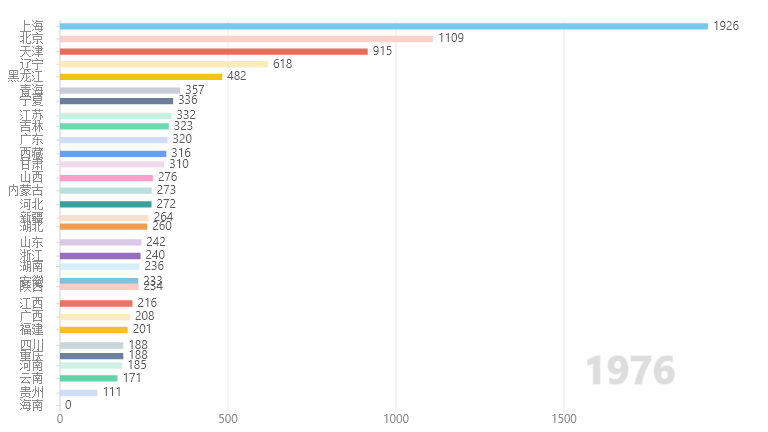 上海 1926
北京 1109
天津 915
辽宁 618
黑龙江 482
青海 357
宁夏 336
江苏 332
吉林 323
广东 320
西藏 316
甘肃 310
山西 276
内蒙古 273
河北 272
新疆 264
湖北 260
山东 242
浙江 240
湖南 236
安徽 233
陕西 234
江西 216
广西 208
福建 201
四川 188
重庆 188
河南 185
云南 171
贵州 111
海南 0
1976
0 500 1000 1500